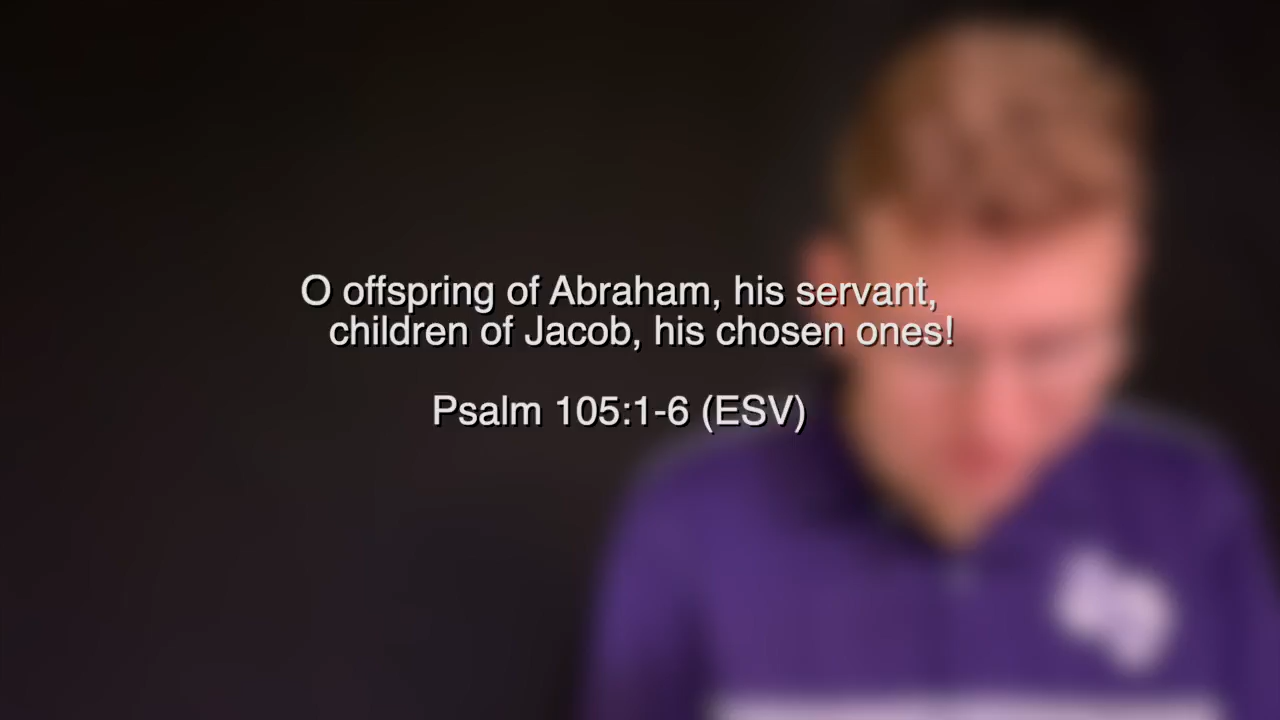 O offspring of Abraham, his servant,
children of Jacob, his chosen ones!
Psalm 105:1-6 (ESV)